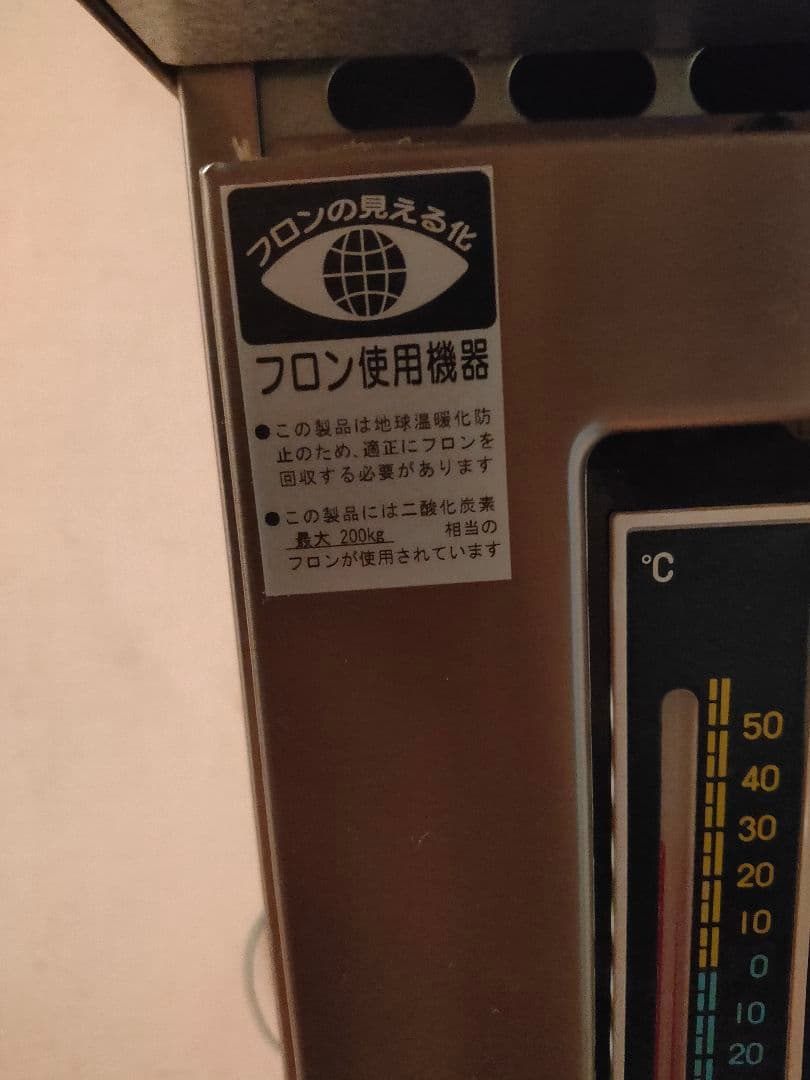 フロンの見える化
フロン使用機器
●この製品は地球温暖化防
止のため、適正にフロンを
回収する必要があります
●この製品には二酸化炭素
最大 200kg 相当の
フロンが使用されています
℃
50
40
30
20
10
0
10
20